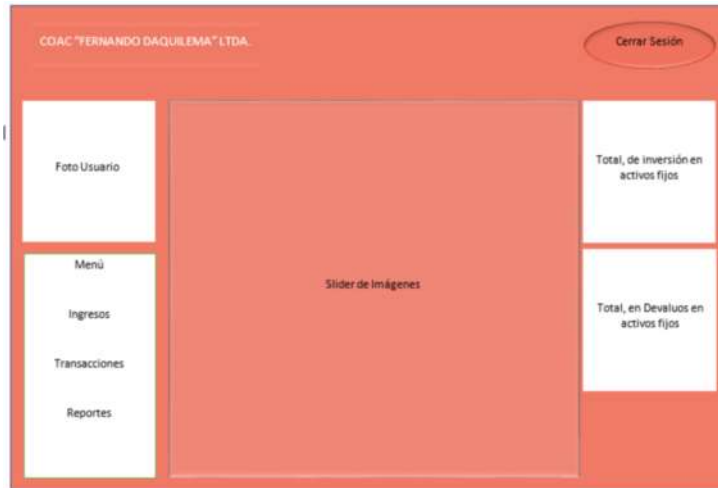 COAC "FERNANDO DAQUILEMA" LTDA.
Cerrar Sesión
Foto Usuario
Menú
Ingresos
Transacciones
Reportes
Slider de Imágenes
Total, de inversión en
activos fijos
Total, en Devaluos en
activos fijos